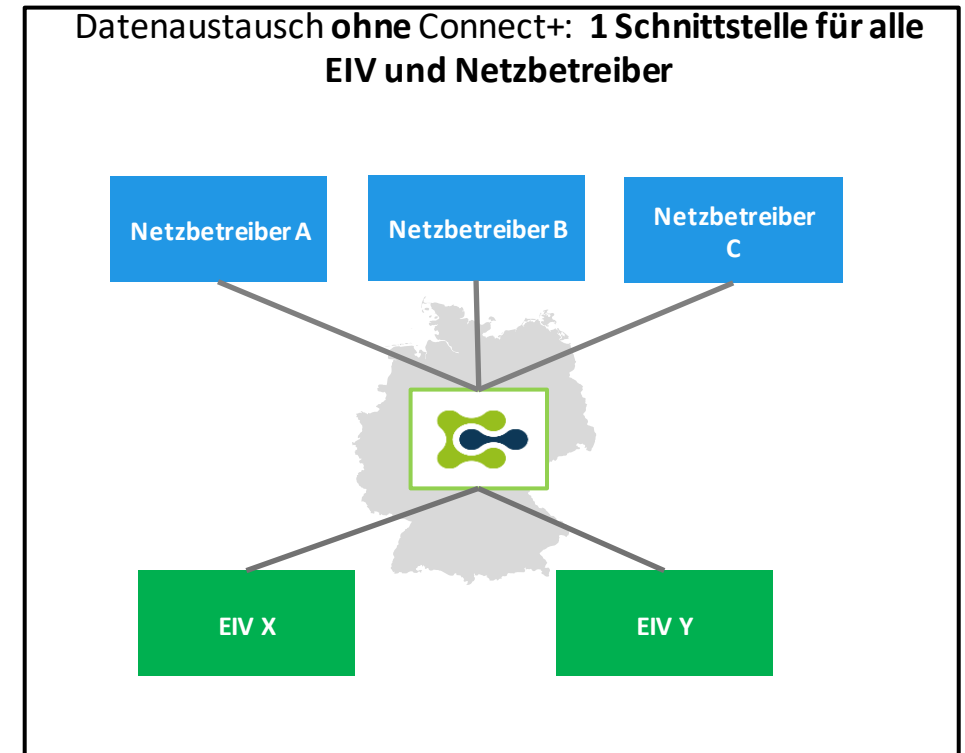 Datenaustausch ohne Connect+: 1 Schnittstelle für alle
EIV und Netzbetreiber
Netzbetreiber A
Netzbetreiber B
Netzbetreiber
C
EIV X
EIV Y